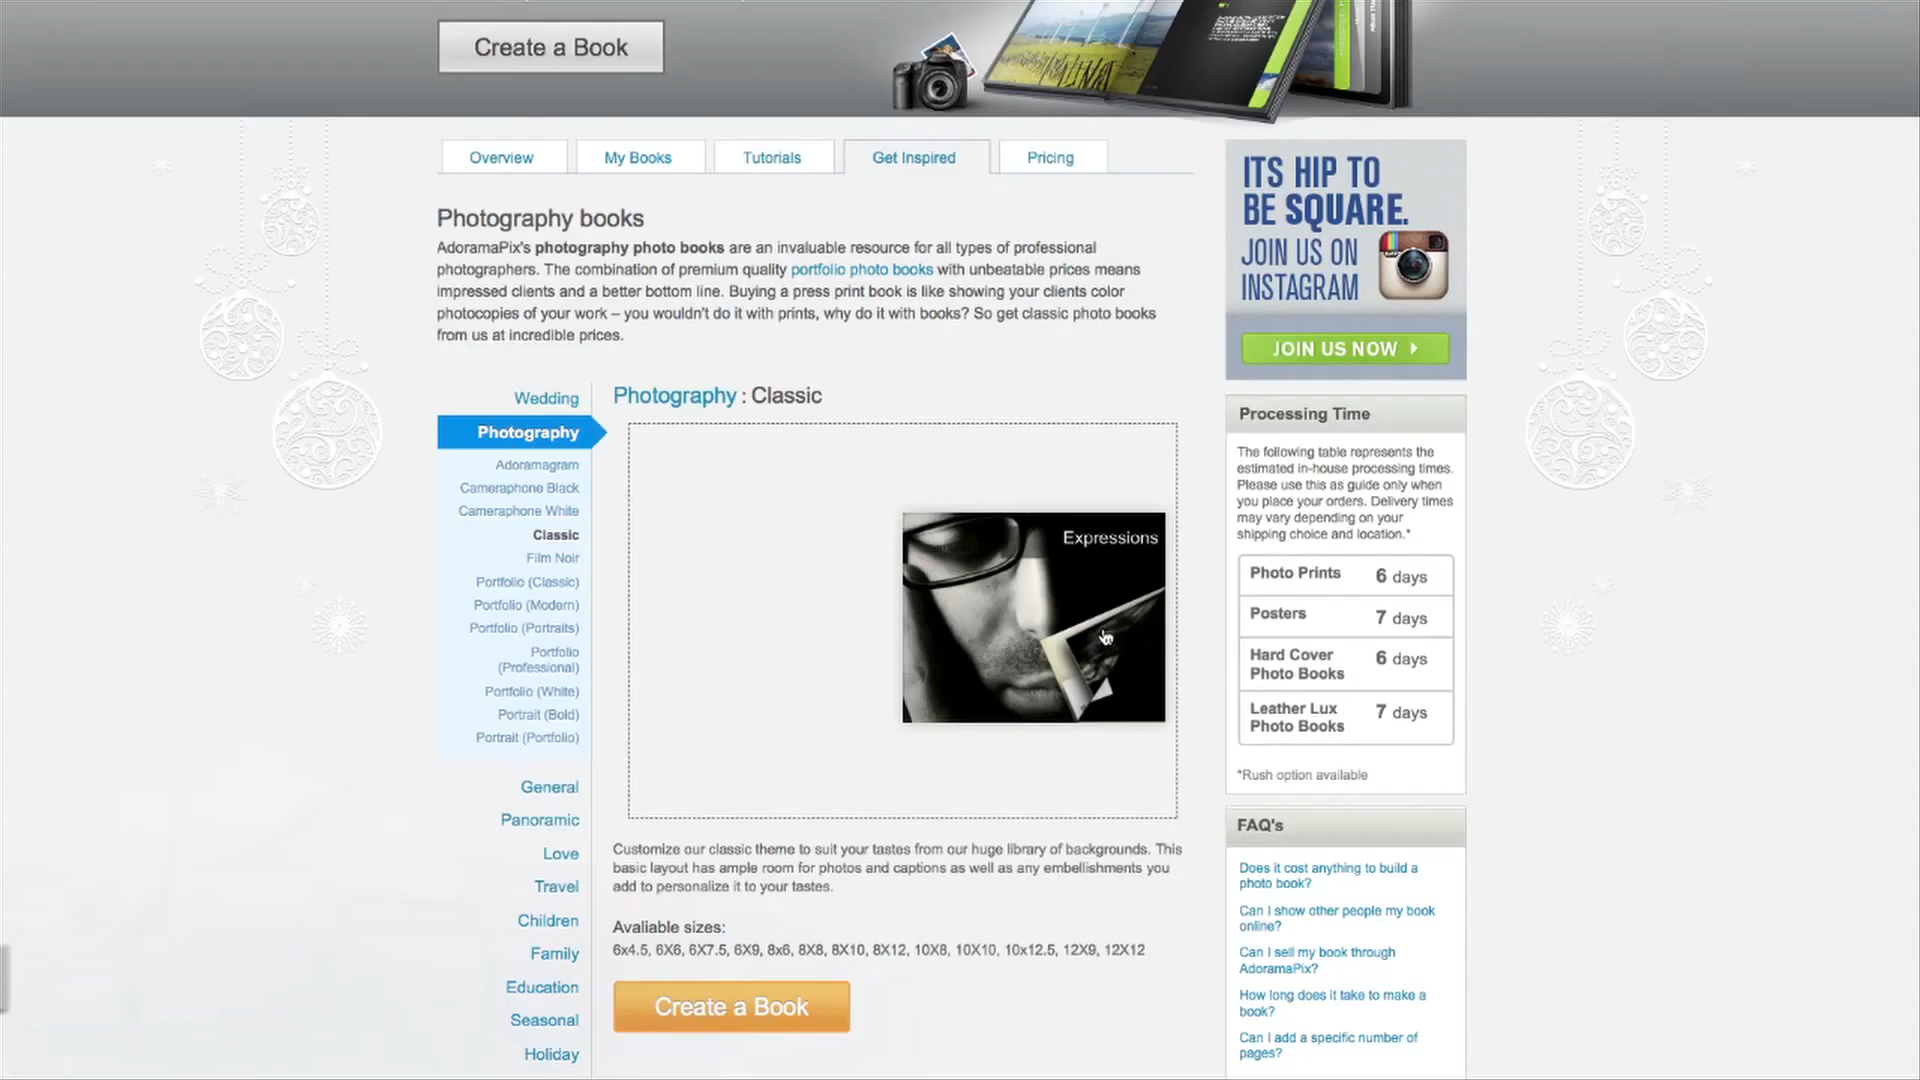 Create a Book
Overview
My Books
Tutorials
Get Inspired
Pricing
Photography books
AdoramaPix's photography photo books are an invaluable resource for all types of professional
photographers. The combination of premium quality portfolio photo books with unbeatable prices means
impressed clients and a better bottom line. Buying a press print book is like showing your clients color
photocopies of your work – you wouldn't do it with prints, why do it with books? So get classic photo books
from us at incredible prices.
Wedding
Photography
Adoramagram
Cameraphone Black
Cameraphone White
Classic
Film Noir
Portfolio (Classic)
Portfolio (Modern)
Portfolio (Portraits)
Portfolio
(Professional)
Portfolio (White)
Portrait (Bold)
Portrait (Portfolio)
General
Panoramic
Love
Travel
Children
Family
Education
Seasonal
Holiday
Photography : Classic
Expressions
Customize our classic theme to suit your tastes from our huge library of backgrounds. This
basic layout has ample room for photos and captions as well as any embellishments you
add to personalize it to your tastes.
Available sizes:
6x4.5, 6X6, 6X7.5, 6X9, 8x6, 8X8, 8X10, 8X12, 10X8, 10X10, 10x12.5, 12X9, 12X12
Create a Book
ITS HIP TO
BE SQUARE.
JOIN US ON
INSTAGRAM
JOIN US NOW
Processing Time
The following table represents the
estimated in-house processing times.
Please use this as guide only when
you place your orders. Delivery times
may vary depending on your
shipping choice and location.*
Photo Prints 6 days
Posters 7 days
Hard Cover
Photo Books 6 days
Leather Lux
Photo Books 7 days
*Rush option available
FAQ's
Does it cost anything to build a
photo book?
Can I show other people my book
online?
Can I sell my book through
AdoramaPix?
How long does it take to make a
book?
Can I add a specific number of
pages?